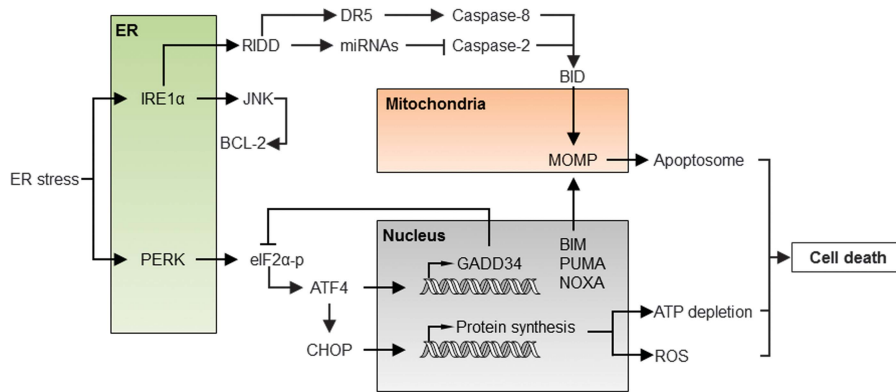 ER
DR5
Caspase-8
RIDD
miRNAs
Caspase-2
BID
IRE1α
JNK
Mitochondria
BCL-2
MOMP
Apoptosome
ER stress
Nucleus
PERK
eIF2α-p
GADD34
BIM
PUMA
NOXA
Cell death
ATF4
ATP depletion
Protein synthesis
CHOP
ROS